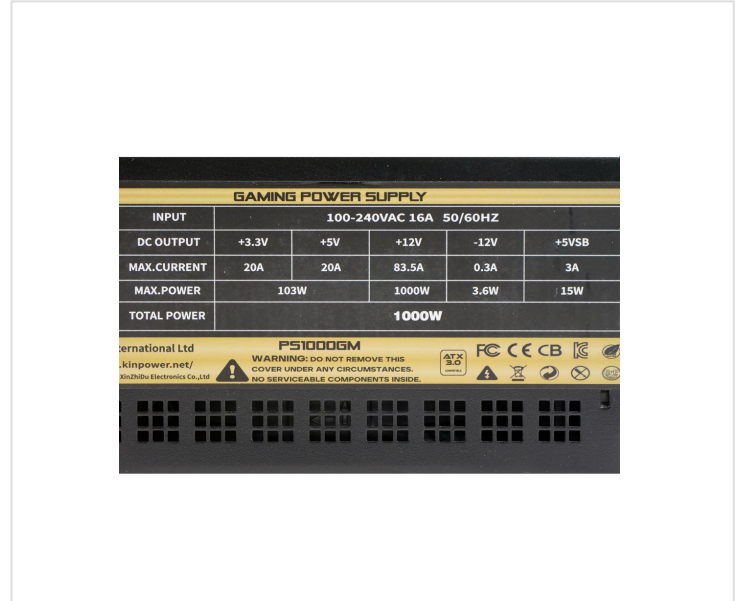 GAMING POWER SUPPLY
INPUT 100-240VAC 16A 50/60HZ
DC OUTPUT +3.3V +5V +12V -12V +5VSB
MAX.CURRENT 20A 20A 83.5A 0.3A 3A
MAX.POWER 103W 1000W 3.6W 15W
TOTAL POWER 1000W
ternational Ltd
.kinpower.net/
XinZhiDu Electronics Co.,Ltd
PS1000GM
WARNING: DO NOT REMOVE THIS
COVER UNDER ANY CIRCUMSTANCES.
NO SERVICEABLE COMPONENTS INSIDE.
ATX
3.0
COMPATIBLE
FC CE CB